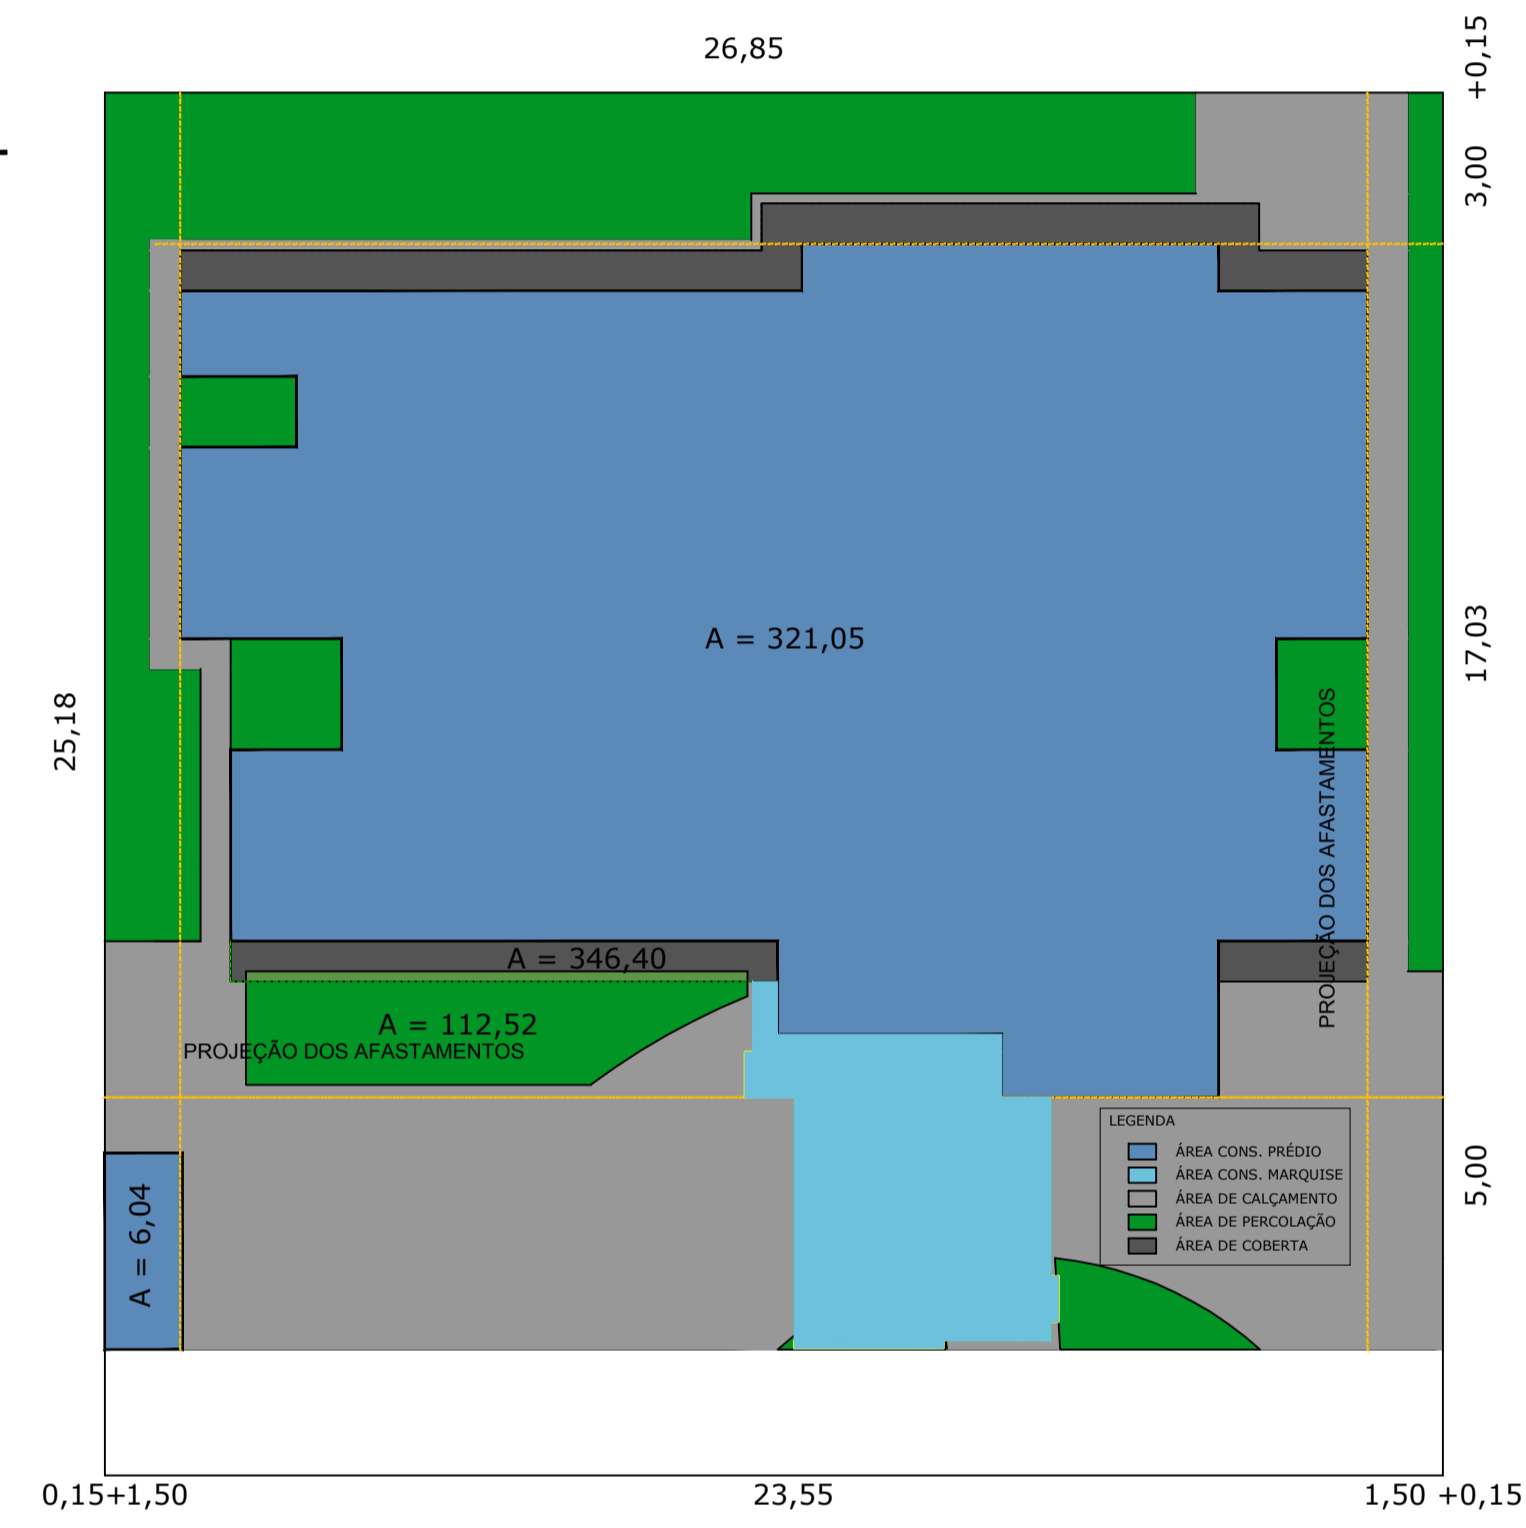 26,85
+0,15
3,00
17,03
25,18
A = 321,05
PROJEÇÃO DOS AFASTAMENTOS
A = 346,40
A = 112,52
PROJEÇÃO DOS AFASTAMENTOS
5,00
A = 6,04
LEGENDA
ÁREA CONS. PRÉDIO
ÁREA CONS. MARQUISE
ÁREA DE CALÇAMENTO
ÁREA DE PERCOLAÇÃO
ÁREA DE COBERTA
0,15+1,50
23,55
1,50 +0,15